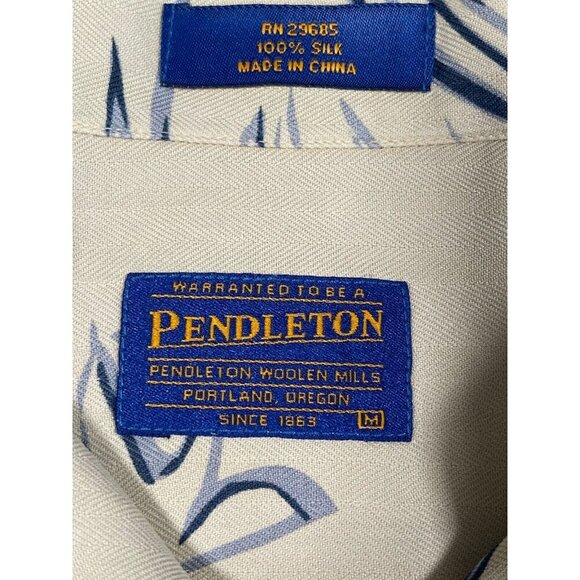 RN 29685
100% SILK
MADE IN CHINA
WARRANTED TO BE A
PENDLETON
PENDLETON WOOLEN MILLS
PORTLAND, OREGON
SINCE 1863 M